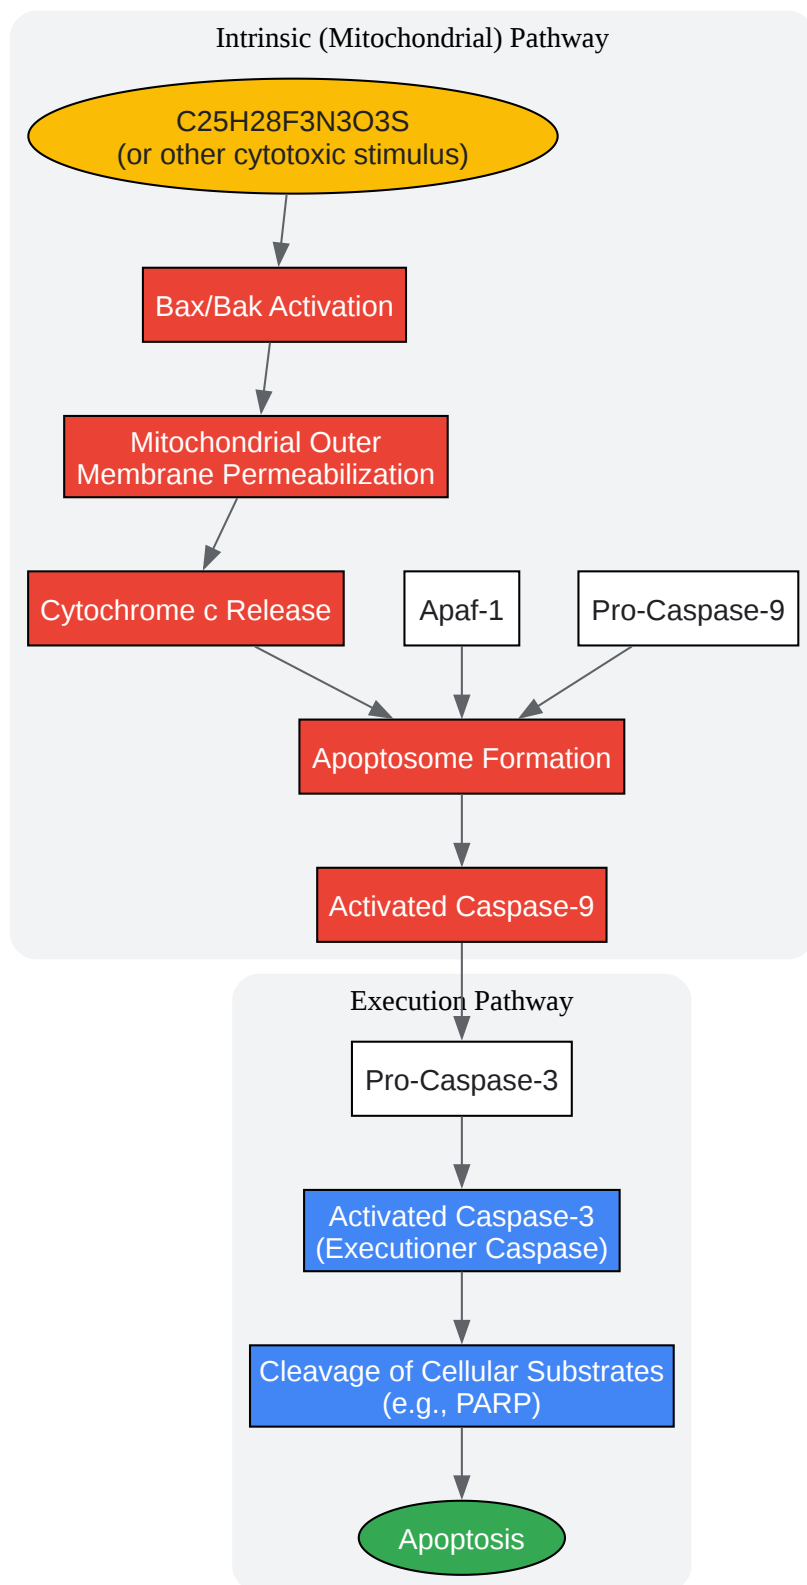 Intrinsic (Mitochondrial) Pathway
C25H28F3N3O3S
(or other cytotoxic stimulus)
Bax/Bak Activation
Mitochondrial Outer
Membrane Permeabilization
Cytochrome c Release
Apaf-1
Pro-Caspase-9
Apoptosome Formation
Activated Caspase-9
Execution Pathway
Pro-Caspase-3
Activated Caspase-3
(Executioner Caspase)
Cleavage of Cellular Substrates
(e.g., PARP)
Apoptosis